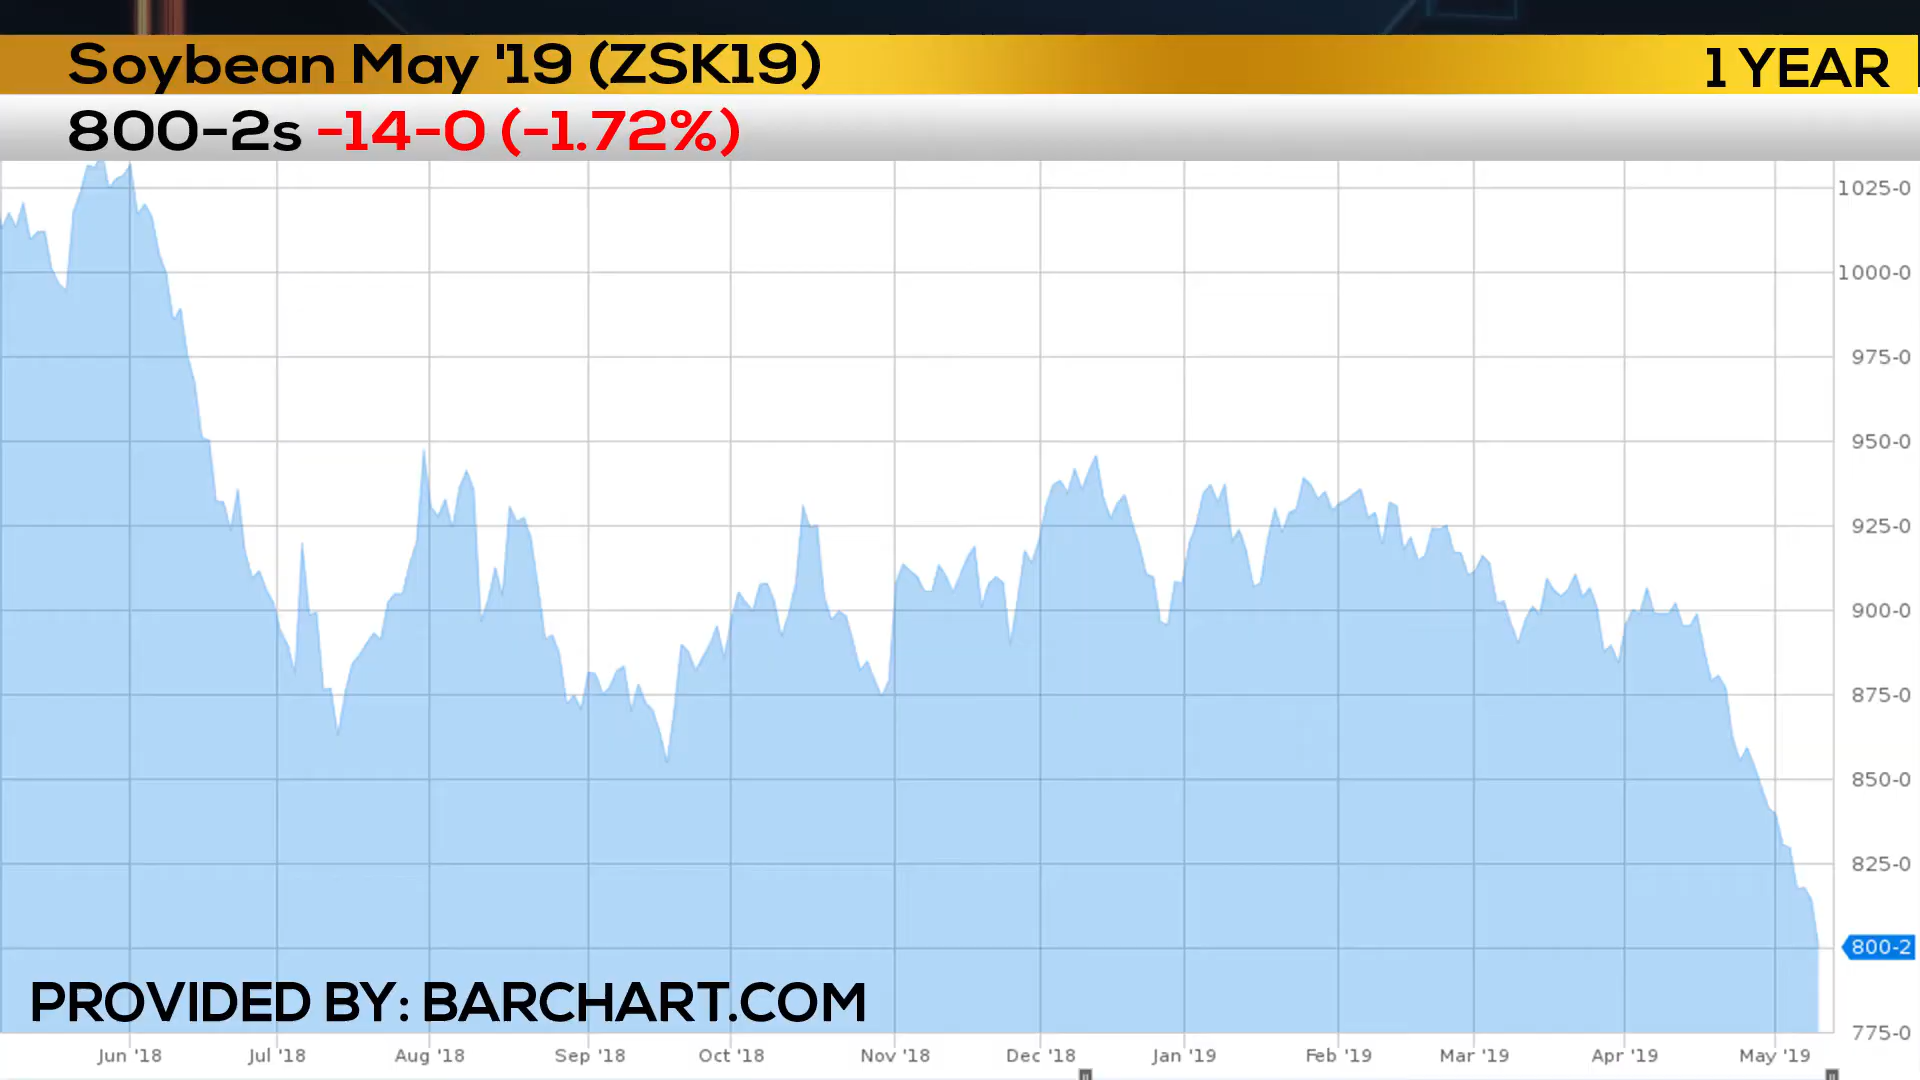 Soybean May '19 (ZSK19)
1 YEAR
800-2s -14-0 (-1.72%)
1025-0
1000-0
975-0
950-0
925-0
900-0
875-0
850-0
825-0
800-2
775-0
PROVIDED BY: BARCHART.COM
Jun '18 Jul '18 Aug '18 Sep '18 Oct '18 Nov '18 Dec '18 Jan '19 Feb '19 Mar '19 Apr '19 May '19